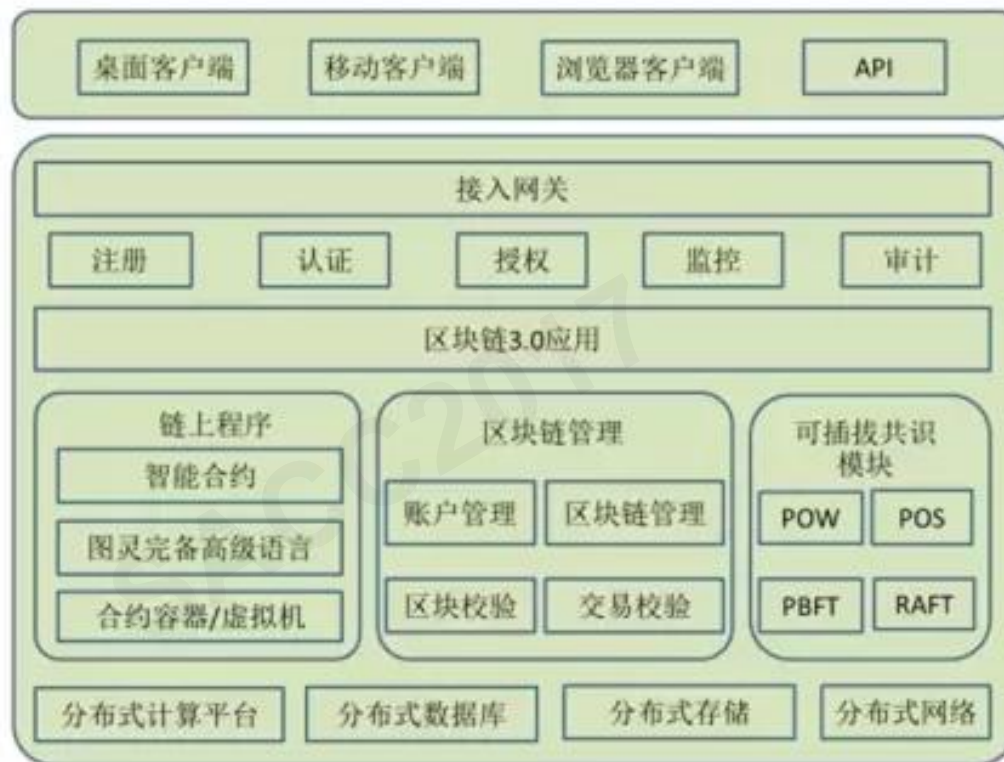 桌面客户端 移动客户端 浏览器客户端 API
接入网关
注册 认证 授权 监控 审计
区块链3.0应用
链上程序
智能合约
图灵完备高级语言
合约容器/虚拟机
区块链管理
账户管理 区块链管理
区块校验 交易校验
可插拔共识
模块
POW POS
PBFT RAFT
分布式计算平台 分布式数据库 分布式存储 分布式网络
SACC2017